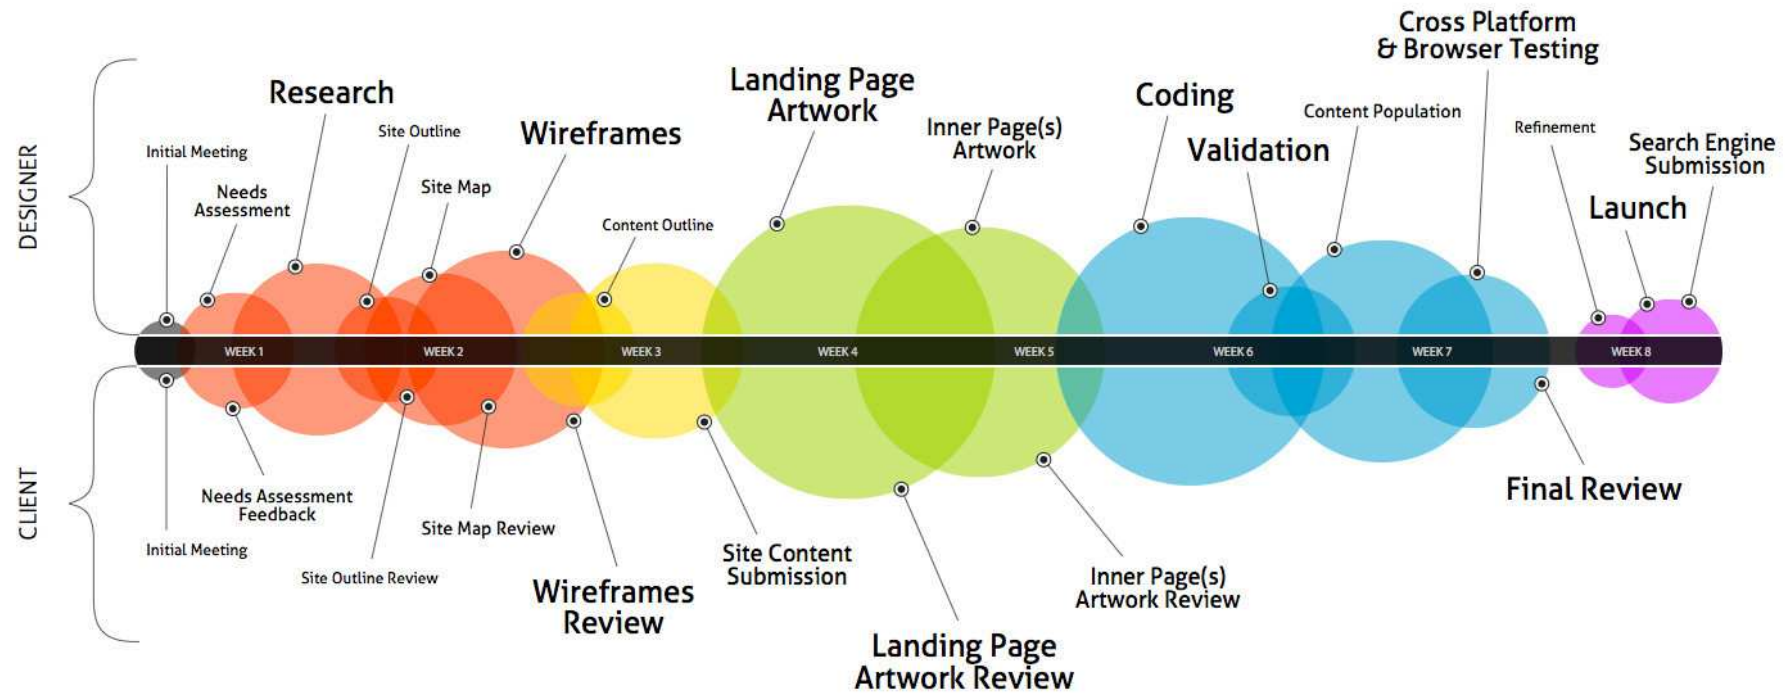 DESIGNER
Initial Meeting
Needs
Assessment
Research
Site Outline
Site Map
Wireframes
Content Outline
Landing Page
Artwork
Inner Page(s)
Artwork
Coding
Validation
Content Population
Cross Platform
& Browser Testing
Refinement
Launch
Search Engine
Submission
WEEK 1
WEEK 2
WEEK 3
WEEK 4
WEEK 5
WEEK 6
WEEK 7
WEEK 8
CLIENT
Initial Meeting
Needs Assessment
Feedback
Site Outline Review
Site Map Review
Wireframes
Review
Site Content
Submission
Landing Page
Artwork Review
Inner Page(s)
Artwork Review
Final Review